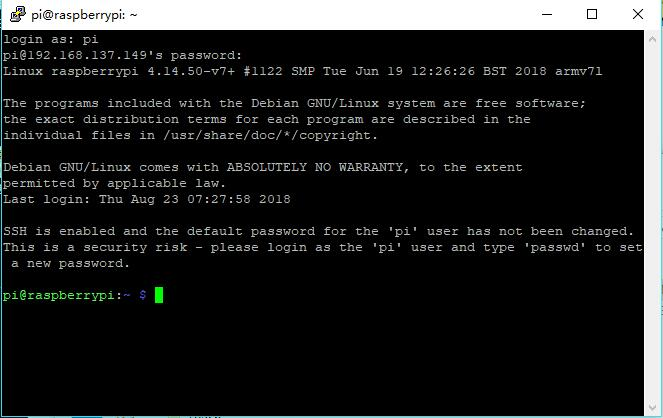 pi@raspberrypi: ~
login as: pi
pi@192.168.137.149's password:
Linux raspberrypi 4.14.50-v7+ #1122 SMP Tue Jun 19 12:26:26 BST 2018 armv7l
The programs included with the Debian GNU/Linux system are free software;
the exact distribution terms for each program are described in the
individual files in /usr/share/doc/*/copyright.
Debian GNU/Linux comes with ABSOLUTELY NO WARRANTY, to the extent
permitted by applicable law.
Last login: Thu Aug 23 07:27:58 2018
SSH is enabled and the default password for the 'pi' user has not been changed.
This is a security risk - please login as the 'pi' user and type 'passwd' to set
a new password.
pi@raspberrypi:~ $